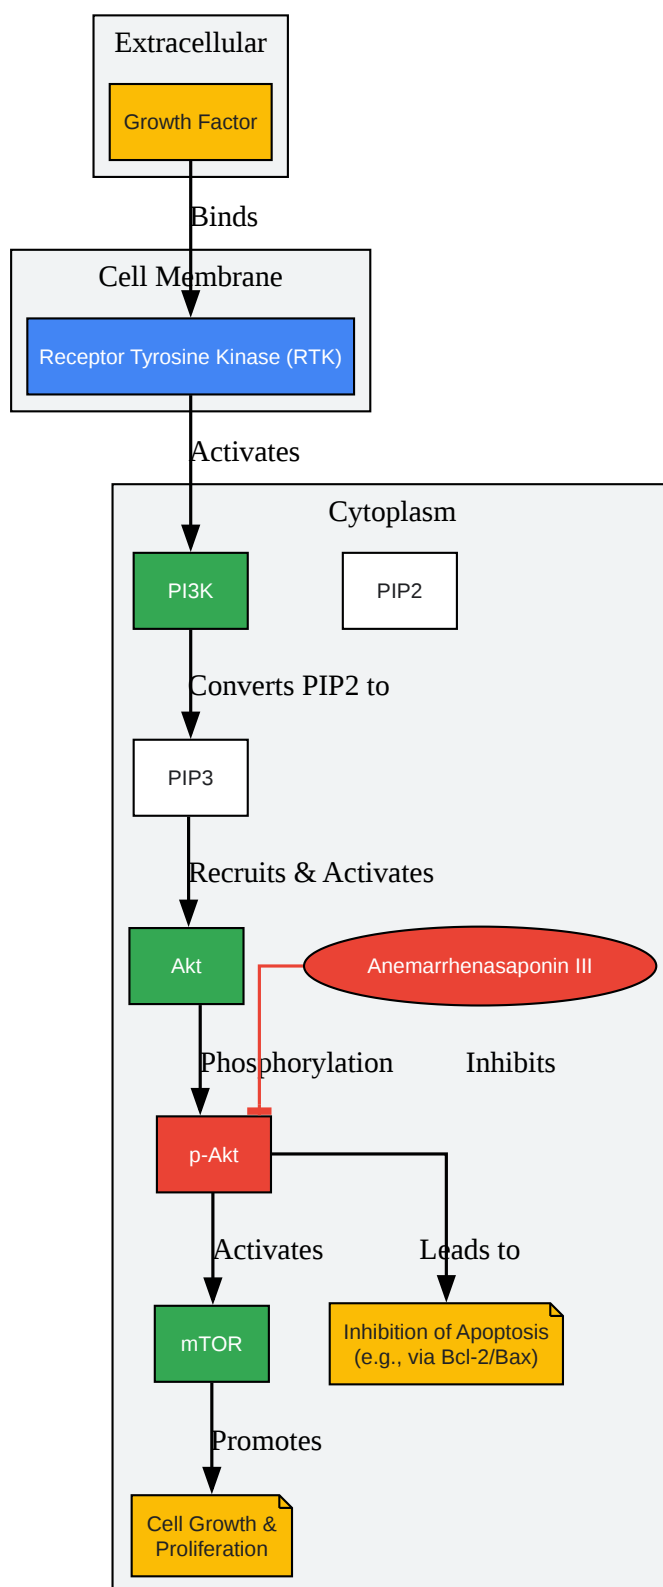 Extracellular
Growth Factor
Binds
Cell Membrane
Receptor Tyrosine Kinase (RTK)
Activates
Cytoplasm
PI3K
PIP2
Converts PIP2 to
PIP3
Recruits & Activates
Akt
Anemarrhenasaponin III
Phosphorylation
Inhibits
p-Akt
Activates
Leads to
mTOR
Inhibition of Apoptosis
(e.g., via Bcl-2/Bax)
Promotes
Cell Growth &
Proliferation